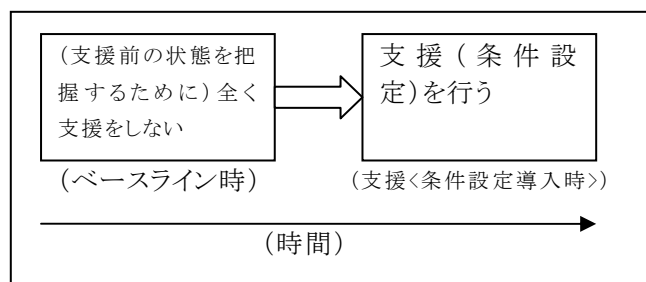 (支援前の状態を把
握するために)全く
支援をしない
支援(条件設
定)を行う
(ベースライン時)
(支援<条件設定導入時>)
(時間)